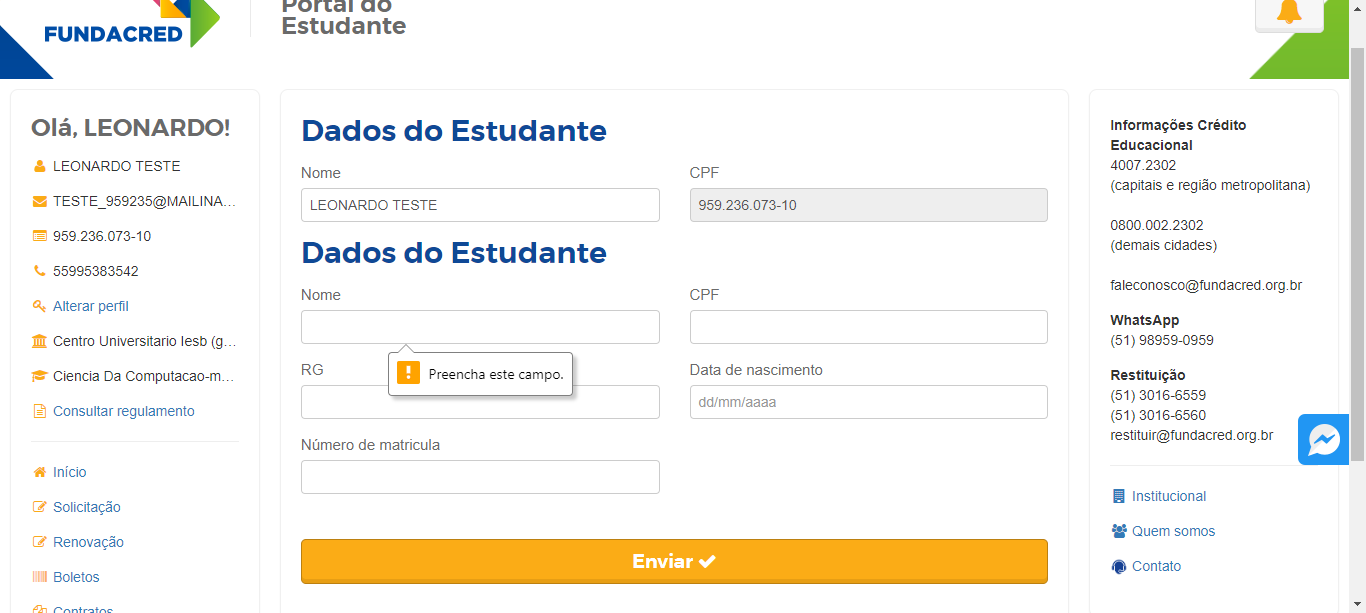 FUNDACRED
Portal do
Estudante
Olá, LEONARDO!
LEONARDO TESTE
TESTE_959235@MAILINA...
959.236.073-10
55995383542
Alterar perfil
Centro Universitario Iesb (g...
Ciencia Da Computacao-m...
Consultar regulamento
Início
Solicitação
Renovação
Boletos
Contratos
Dados do Estudante
Nome
CPF
LEONARDO TESTE
959.236.073-10
Dados do Estudante
Nome
CPF
Preencha este campo.
RG
Data de nascimento
dd/mm/aaaa
Número de matricula
Enviar
Informações Crédito
Educacional
4007.2302
(capitais e região metropolitana)
0800.002.2302
(demais cidades)
faleconosco@fundacred.org.br
WhatsApp
(51) 98959-0959
Restituição
(51) 3016-6559
(51) 3016-6560
restituir@fundacred.org.br
Institucional
Quem somos
Contato